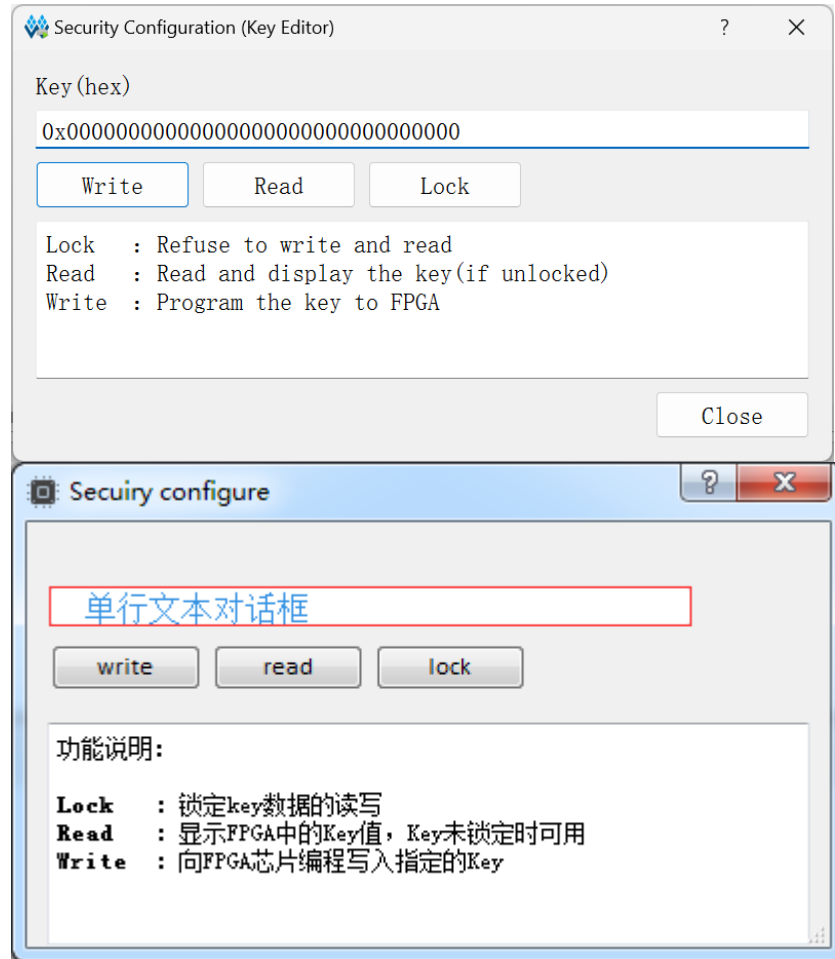 Security Configuration (Key Editor)
?
Key(hex)
0x00000000000000000000000000000000
Write Read Lock
Lock : Refuse to write and read
Read : Read and display the key(if unlocked)
Write : Program the key to FPGA
Close
Secuiry configure
?
单行文本对话框
write read lock
功能说明:
Lock : 锁定key数据的读写
Read : 显示FPGA中的Key值，Key未锁定时可用
Write : 向FPGA芯片编程写入指定的Key